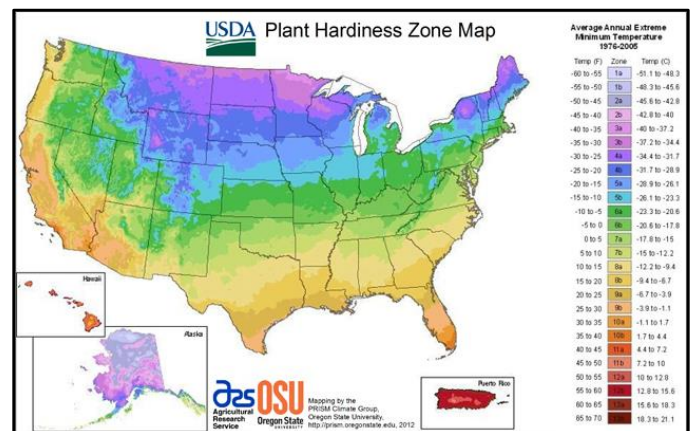 USDA Plant Hardiness Zone Map
Average Annual Extreme
Minimum Temperature
1976-2005
Temp (F) Zone Temp (C)
-60 to -55 1a -51.1 to -48.3
-55 to -50 1b -48.3 to -45.6
-50 to -45 2a -45.6 to -42.8
-45 to -40 2b -42.8 to -40
-40 to -35 3a -40 to -37.2
-35 to -30 3b -37.2 to -34.4
-30 to -25 4a -34.4 to -31.7
-25 to -20 4b -31.7 to -28.9
-20 to -15 5a -28.9 to -26.1
-15 to -10 5b -26.1 to -23.3
-10 to -5 6a -23.3 to -20.6
-5 to 0 6b -20.6 to -17.8
0 to 5 7a -17.8 to -15
5 to 10 7b -15 to -12.2
10 to 15 8a -12.2 to -9.4
15 to 20 8b -9.4 to -6.7
20 to 25 9a -6.7 to -3.9
25 to 30 9b -3.9 to -1.1
30 to 35 10a -1.1 to 1.7
35 to 40 10b 1.7 to 4.4
40 to 45 11a 4.4 to 7.2
45 to 50 11b 7.2 to 10
50 to 55 12a 10 to 12.8
55 to 60 12.8 to 15.6
60 to 65 15.6 to 18.3
65 to 70 18.3 to 21.1
Hawaii
Alaska
Puerto Rico
ars OSU
Agricultural
Research
Service
Oregon State
UNIVERSITY
Mapping by the
PRISM Climate Group,
Oregon State University,
http://prism.oregonstate.edu, 2012